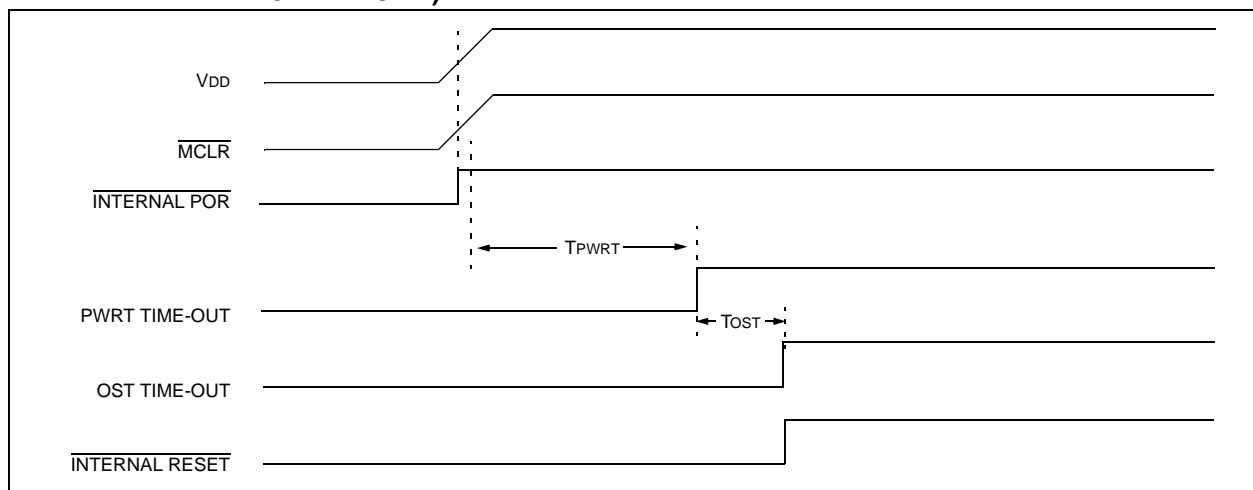 VDD
MCLR
INTERNAL POR
TPWRT
PWRT TIME-OUT
TOST
OST TIME-OUT
INTERNAL RESET